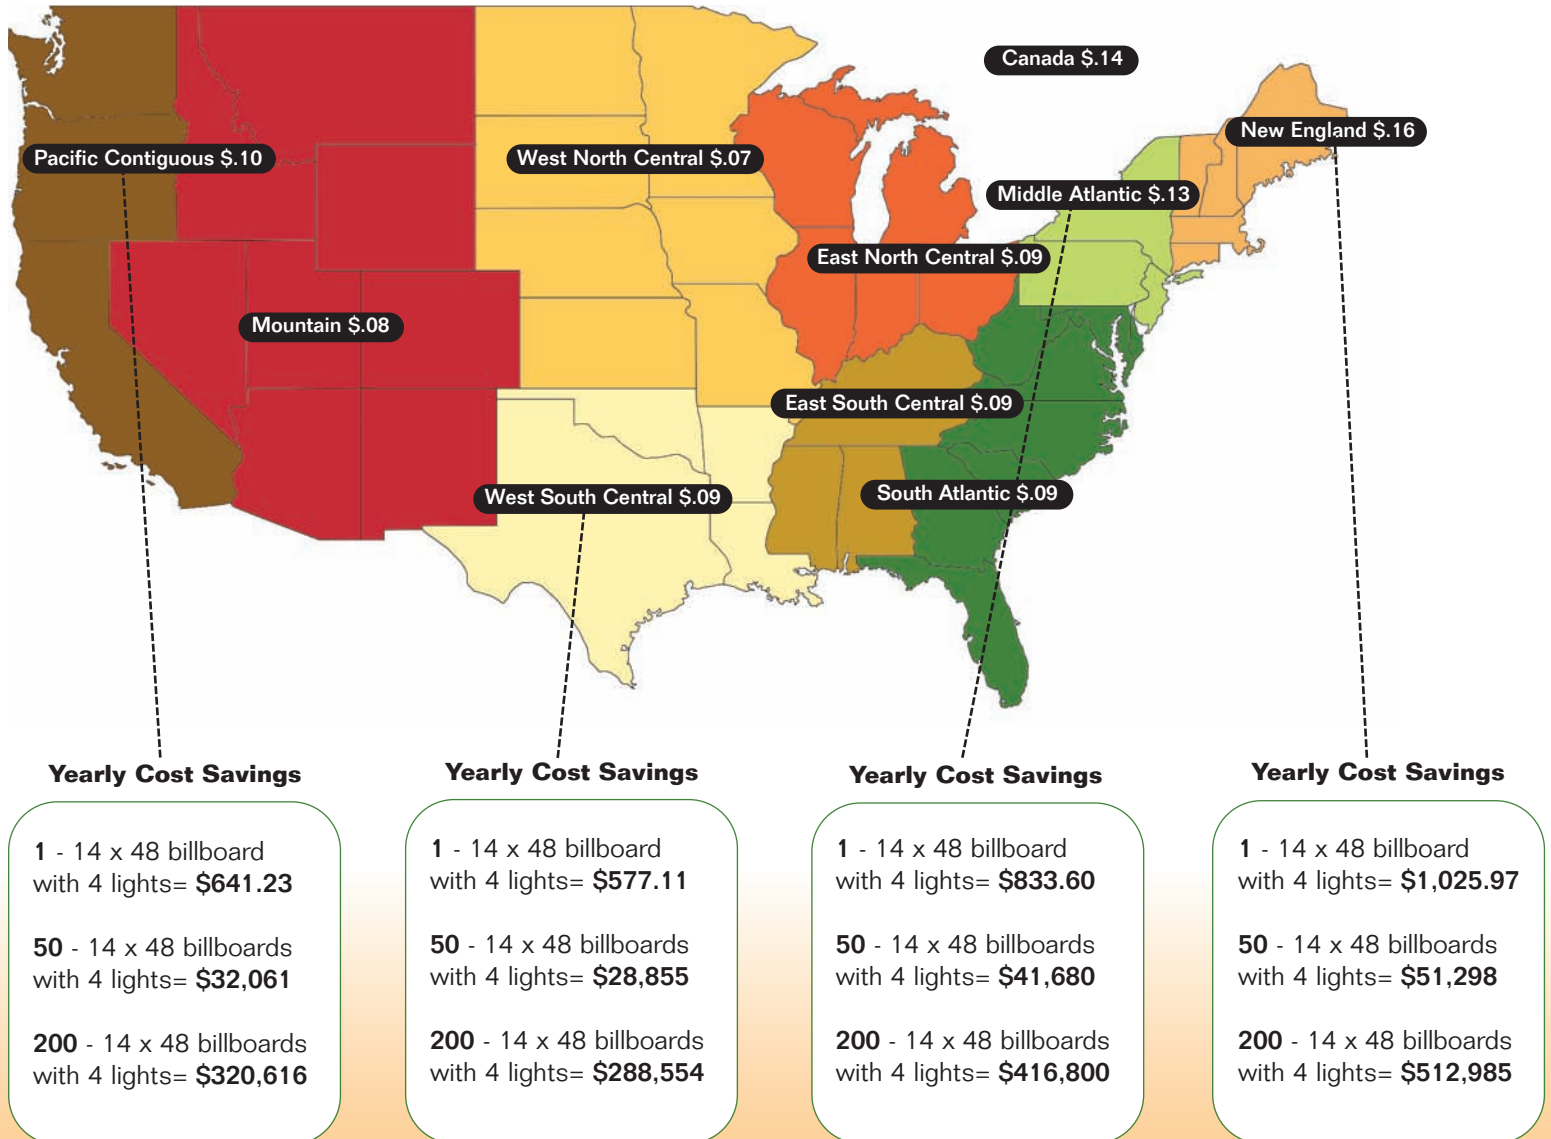 Canada $.14
New England $.16
Pacific Contiguous $.10
West North Central $.07
Middle Atlantic $.13
East North Central $.09
Mountain $.08
East South Central $.09
West South Central $.09
South Atlantic $.09
Yearly Cost Savings
1 - 14 x 48 billboard
with 4 lights= $641.23
50 - 14 x 48 billboards
with 4 lights= $32,061
200 - 14 x 48 billboards
with 4 lights= $320,616
Yearly Cost Savings
1 - 14 x 48 billboard
with 4 lights= $577.11
50 - 14 x 48 billboards
with 4 lights= $28,855
200 - 14 x 48 billboards
with 4 lights= $288,554
Yearly Cost Savings
1 - 14 x 48 billboard
with 4 lights= $833.60
50 - 14 x 48 billboards
with 4 lights= $41,680
200 - 14 x 48 billboards
with 4 lights= $416,800
Yearly Cost Savings
1 - 14 x 48 billboard
with 4 lights= $1,025.97
50 - 14 x 48 billboards
with 4 lights= $51,298
200 - 14 x 48 billboards
with 4 lights= $512,985